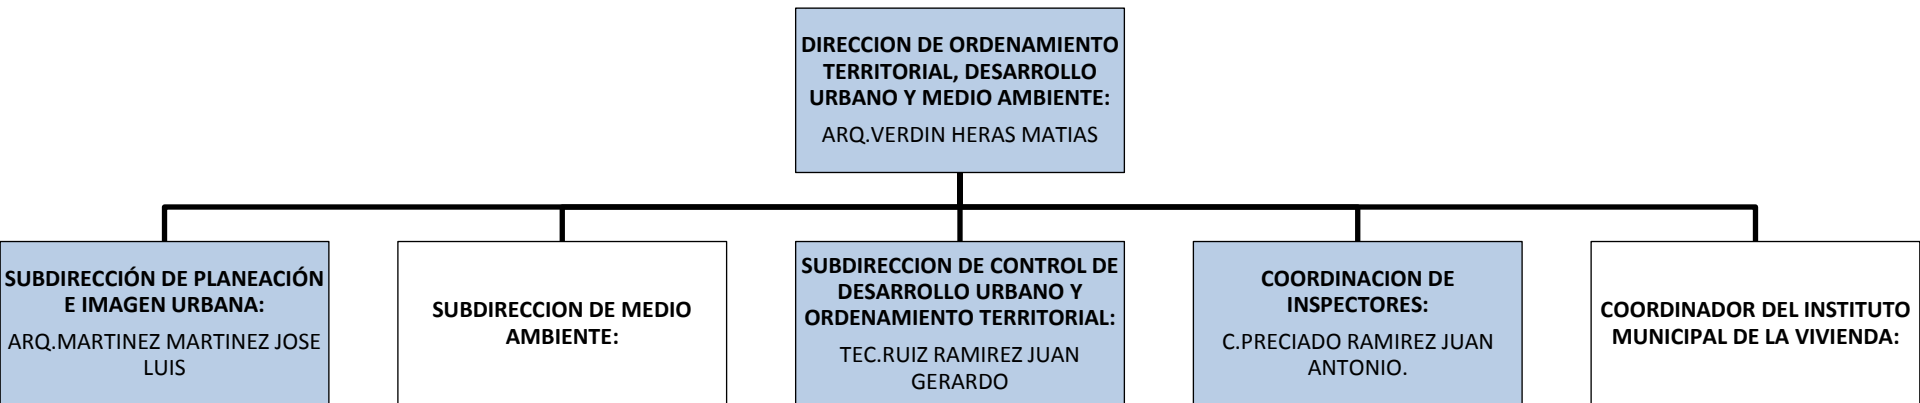 DIRECCION DE ORDENAMIENTO
TERRITORIAL, DESARROLLO
URBANO Y MEDIO AMBIENTE:
ARQ.VERDIN HERAS MATIAS
SUBDIRECCIÓN DE PLANEACIÓN
E IMAGEN URBANA:
ARQ.MARTINEZ MARTINEZ JOSE
LUIS
SUBDIRECCION DE MEDIO
AMBIENTE:
SUBDIRECCION DE CONTROL DE
DESARROLLO URBANO Y
ORDENAMIENTO TERRITORIAL:
TEC.RUIZ RAMIREZ JUAN
GERARDO
COORDINACION DE
INSPECTORES:
C.PRECIADO RAMIREZ JUAN
ANTONIO.
COORDINADOR DEL INSTITUTO
MUNICIPAL DE LA VIVIENDA: